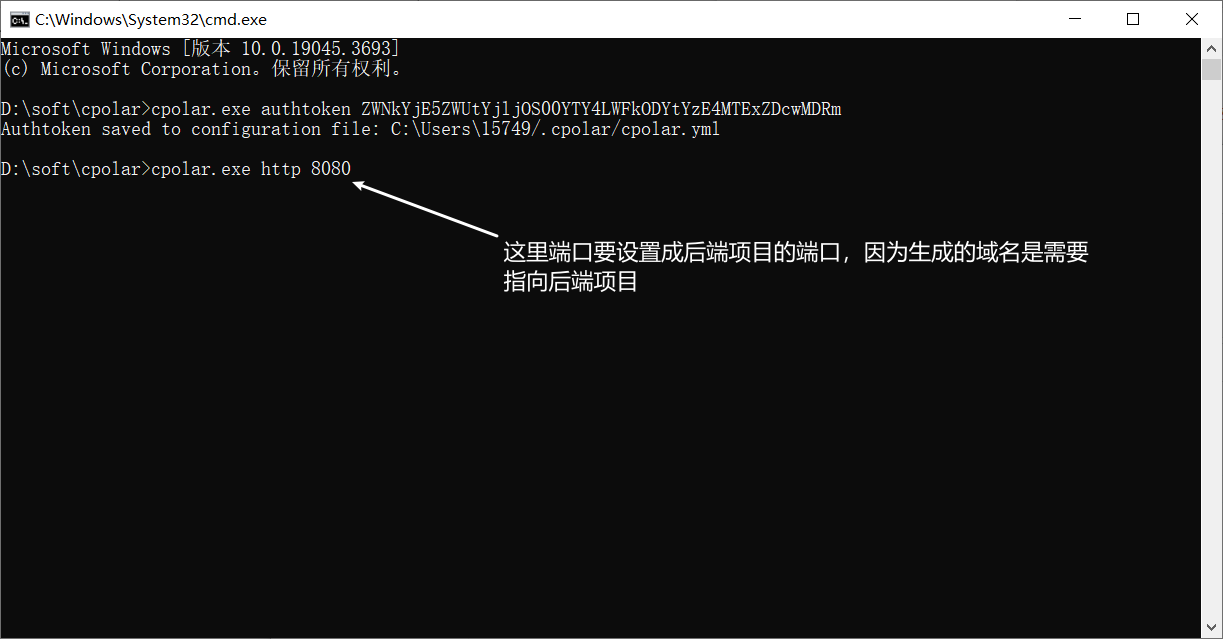 C:\Windows\System32\cmd.exe
Microsoft Windows [版本 10.0.19045.3693]
(c) Microsoft Corporation。保留所有权利。
D:\soft\cpolar>cpolar.exe authtoken ZWNkYjE5ZWUtYjljOS00YTY4LWFkODYtYzE4MTExZDcwMDRm
Authtoken saved to configuration file: C:\Users\15749/.cpolar/cpolar.yml
D:\soft\cpolar>cpolar.exe http 8080
这里端口要设置成后端项目的端口，因为生成的域名是需要
指向后端项目